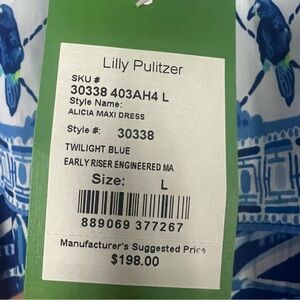 Lilly Pulitzer
SKU #
30338 403AH4 L
Style Name:
ALICIA MAXI DRESS
Style #: 30338
TWILIGHT BLUE
EARLY RISER ENGINEERED MA
Size: L
889069 377267
Manufacturer's Suggested Price
$198.00